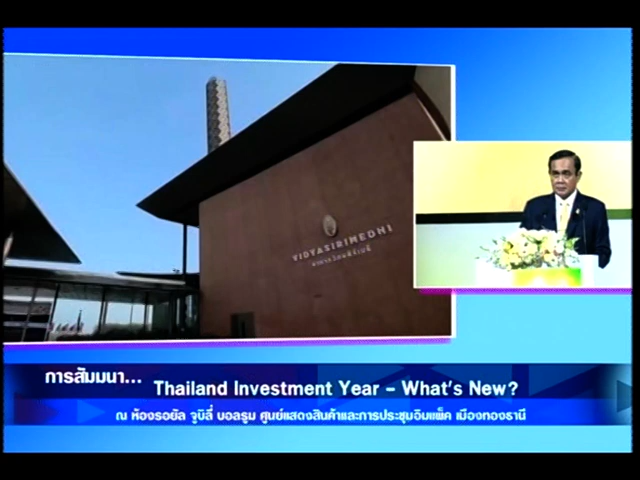 VIDYASIRIMEDHI
การสัมมนา...
Thailand Investment Year - What's New?
ณ ห้องรอยัล จูบิลี่ บอลรูม ศูนย์แสดงสินค้าและการประชุมอิมแพ็ค เมืองทองธานี